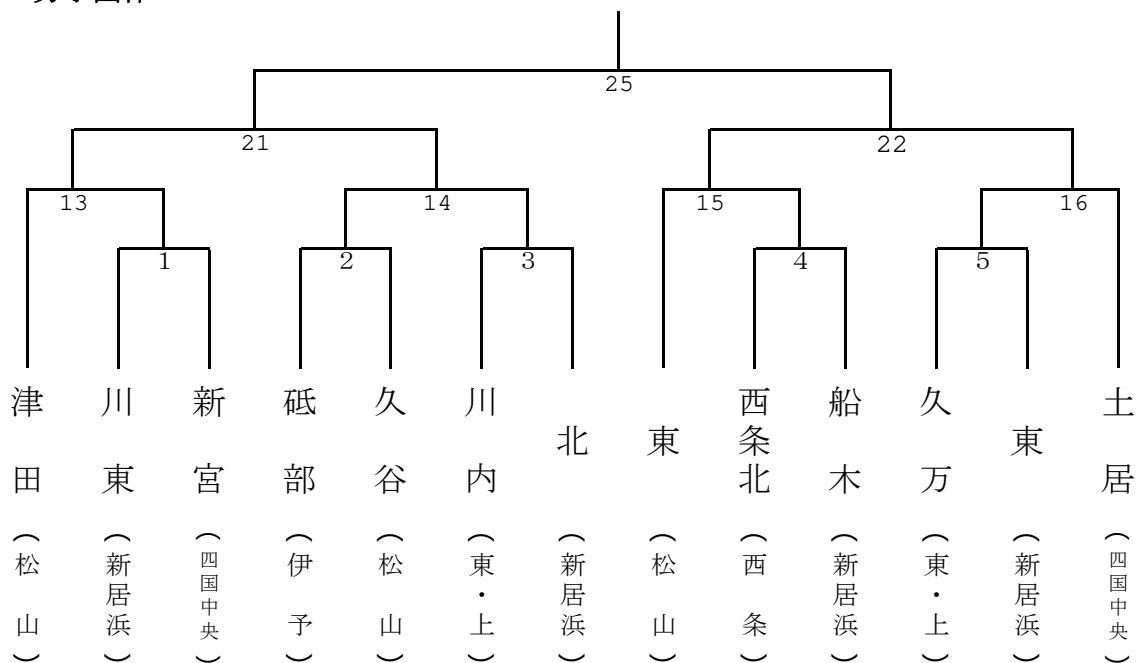 25
21
22
13
14
15
16
1
2
3
4
5
津田
(松山)
川東
(新居浜)
新宮
(四国中央)
砥部
(伊予)
久谷
(松山)
川内
(東・上)
北
(新居浜)
東
(松山)
西条北
(西条)
船木
(新居浜)
久万
(東・上)
東
(新居浜)
土居
(四国中央)